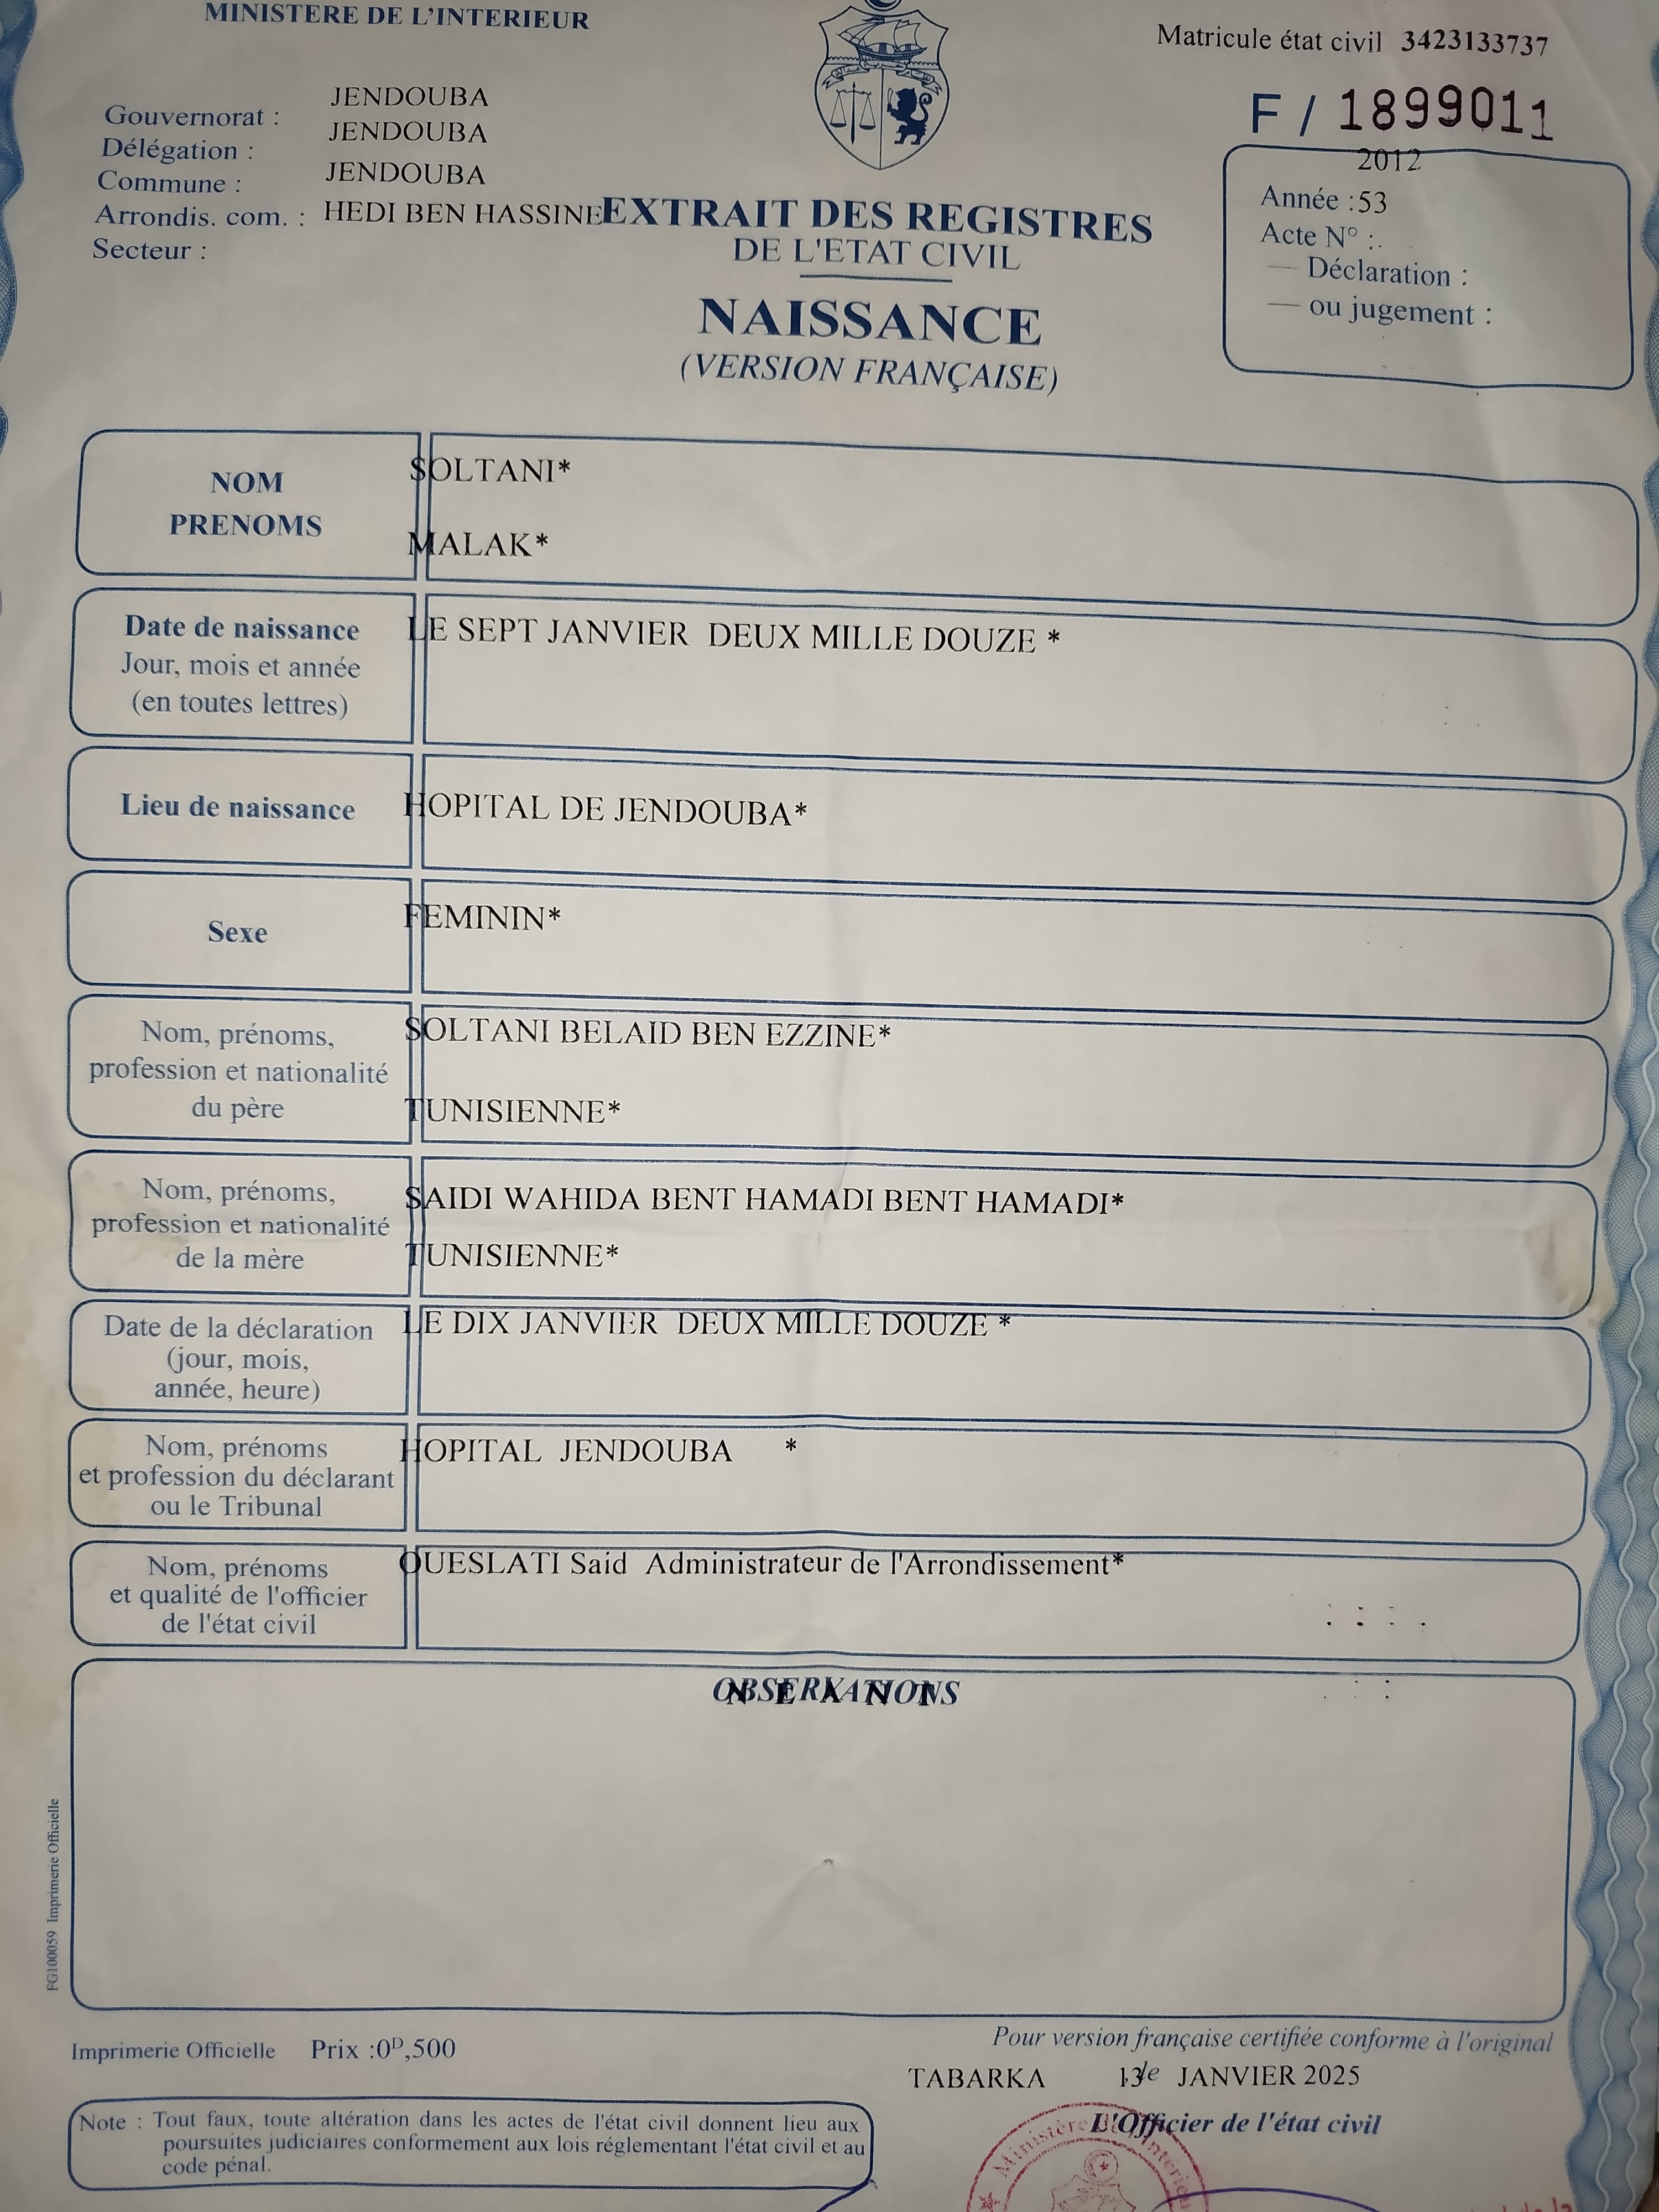 MINISTERE DE L'INTERIEUR
Matricule état civil 3423133737
F / 1899011
Gouvernorat : JENDOUBA
Délégation : JENDOUBA
Commune : JENDOUBA
Arrondis. com. : HEDI BEN HASSINE
Secteur :
2012
Année : 53
Acte N° :
— Déclaration :
— ou jugement :
EXTRAIT DES REGISTRES
DE L'ETAT CIVIL
NAISSANCE
(VERSION FRANÇAISE)
NOM SOLTANI*
PRENOMS MALAK*
Date de naissance LE SEPT JANVIER DEUX MILLE DOUZE *
Jour, mois et année
(en toutes lettres)
Lieu de naissance HOPITAL DE JENDOUBA*
Sexe FEMININ*
Nom, prénoms, SOLTANI BELAID BEN EZZINE*
profession et nationalité
du père TUNISIENNE*
Nom, prénoms, SAIDI WAHIDA BENT HAMADI BENT HAMADI*
profession et nationalité
de la mère TUNISIENNE*
Date de la déclaration LE DIX JANVIER DEUX MILLE DOUZE *
(jour, mois,
année, heure)
Nom, prénoms HOPITAL JENDOUBA *
et profession du déclarant
ou le Tribunal
Nom, prénoms OUESLATI Said Administrateur de l'Arrondissement*
et qualité de l'officier
de l'état civil
OBSERVATIONS
N E A N T
FG100059 Imprimerie Officielle
Imprimerie Officielle Prix :0D,500
Pour version française certifiée conforme à l'original
TABARKA 13 le JANVIER 2025
L'Officier de l'état civil
Note : Tout faux, toute altération dans les actes de l'état civil donnent lieu aux
poursuites judiciaires conformement aux lois réglementant l'état civil et au
code pénal.
Ministère de l'Intérieur